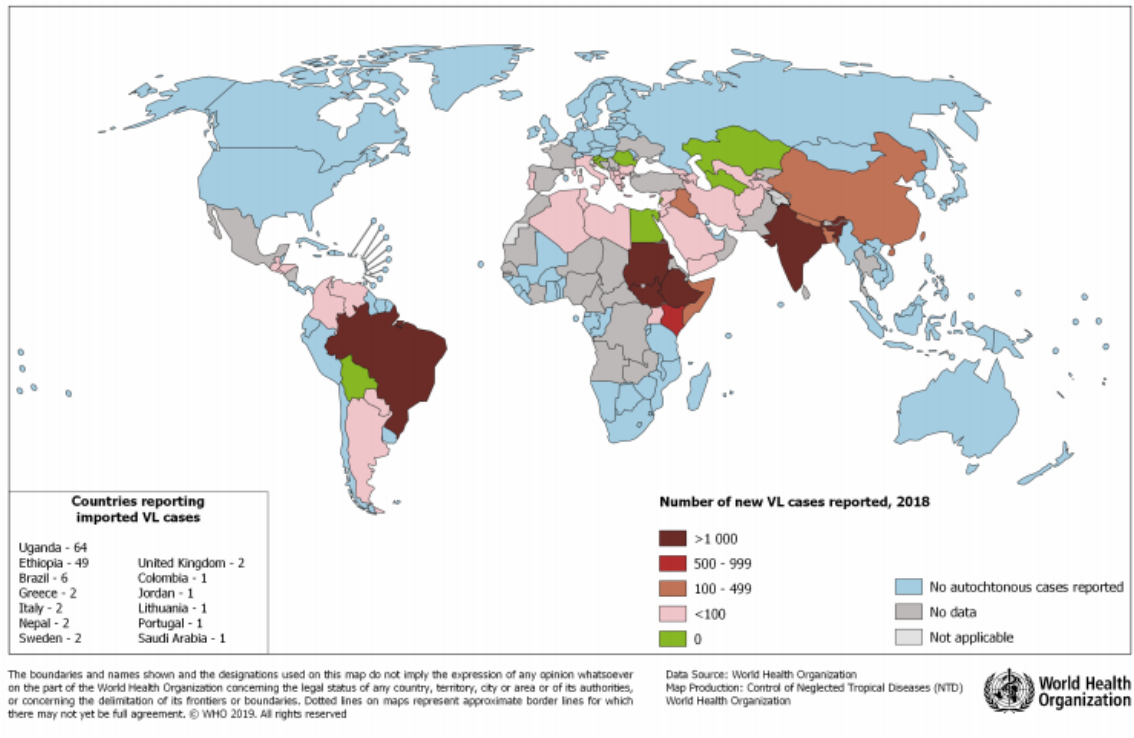 Countries reporting
imported VL cases
Uganda - 64
Ethiopia - 49
Brazil - 6
Greece - 2
Italy - 2
Nepal - 2
Sweden - 2
United Kingdom - 2
Colombia - 1
Jordan - 1
Lithuania - 1
Portugal - 1
Saudi Arabia - 1
Number of new VL cases reported, 2018
>1 000
500 - 999
100 - 499
<100
0
No autochtonous cases reported
No data
Not applicable
The boundaries and names shown and the designations used on this map do not imply the expression of any opinion whatsoever
on the part of the World Health Organization concerning the legal status of any country, territory, city or area or of its authorities,
or concerning the delimitation of its frontiers or boundaries. Dotted lines on maps represent approximate border lines for which
there may not yet be full agreement. © WHO 2019. All rights reserved
Data Source: World Health Organization
Map Production: Control of Neglected Tropical Diseases (NTD)
World Health Organization
World Health
Organization